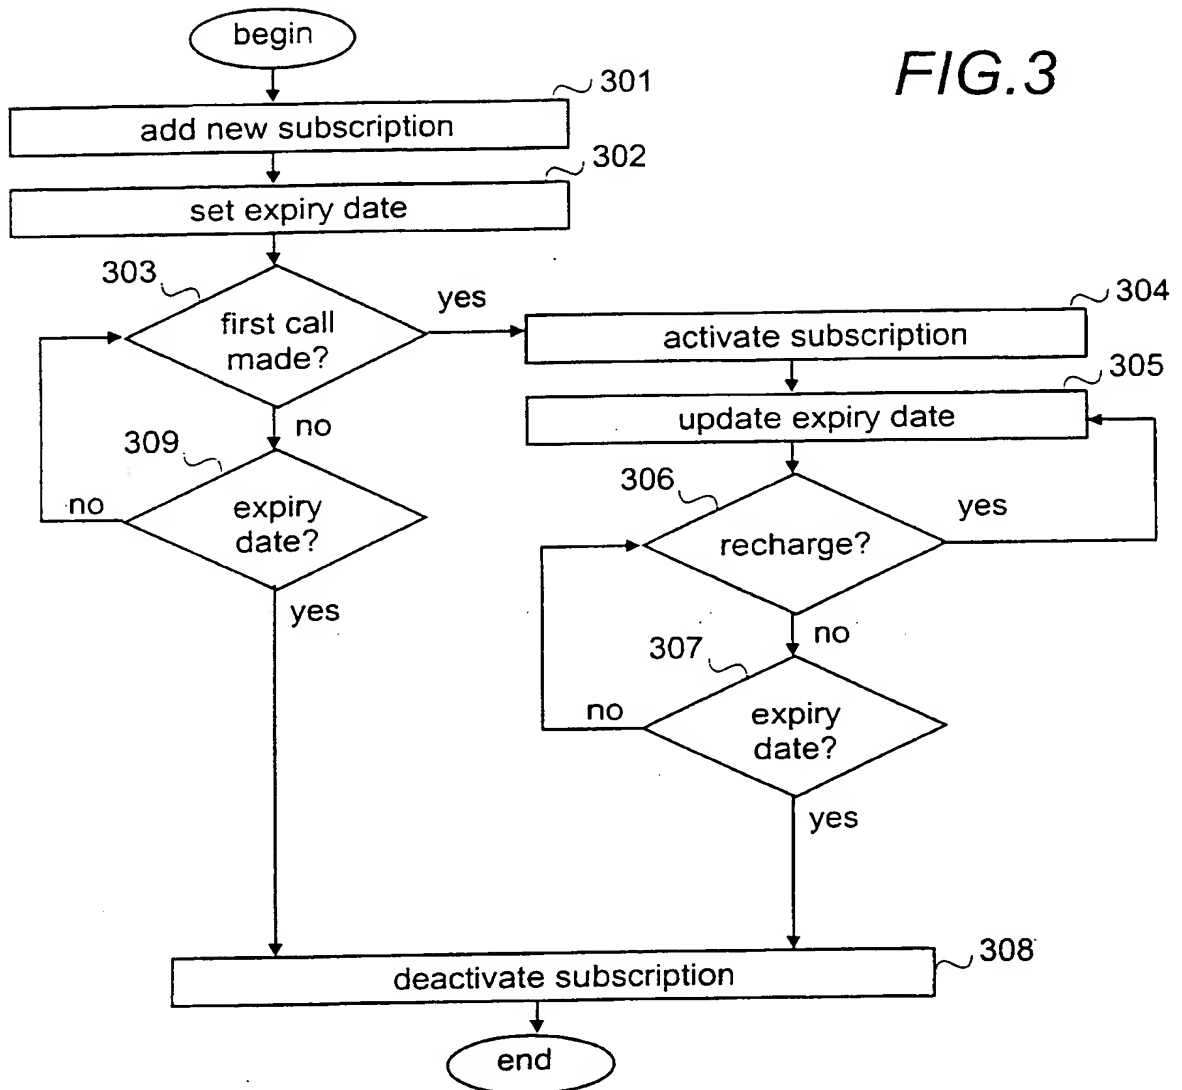 begin
FIG.3
301
add new subscription
302
set expiry date
303
first call
made?
yes
304
activate subscription
305
update expiry date
no
309
expiry
date?
no
yes
306
recharge?
yes
no
307
expiry
date?
no
yes
308
deactivate subscription
end